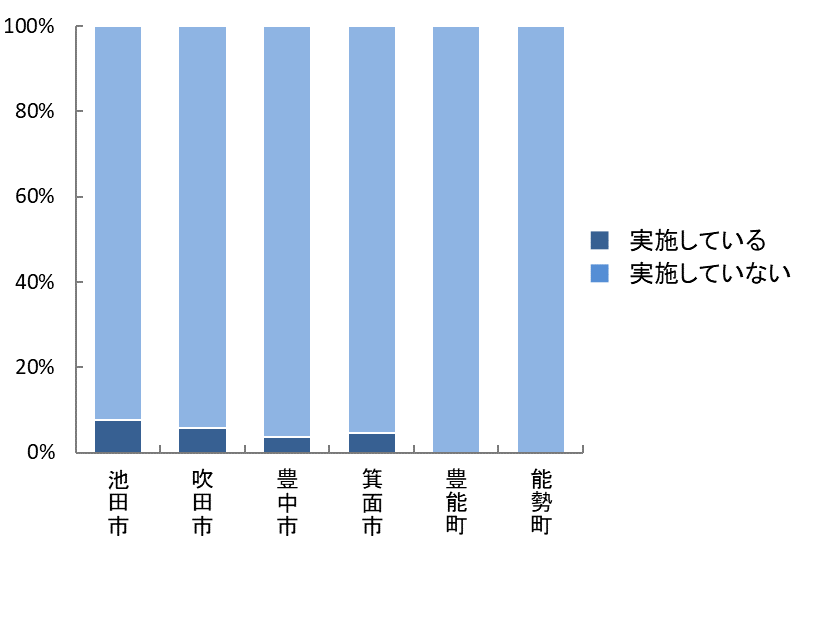 100%
80%
60%
40%
20%
0%
池田市
吹田市
豊中市
箕面市
豊能町
能勢町
実施している
実施していない